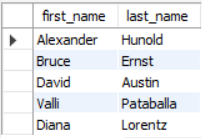 first_name last_name
Alexander Hunold
Bruce Ernst
David Austin
Valli Pataballa
Diana Lorentz